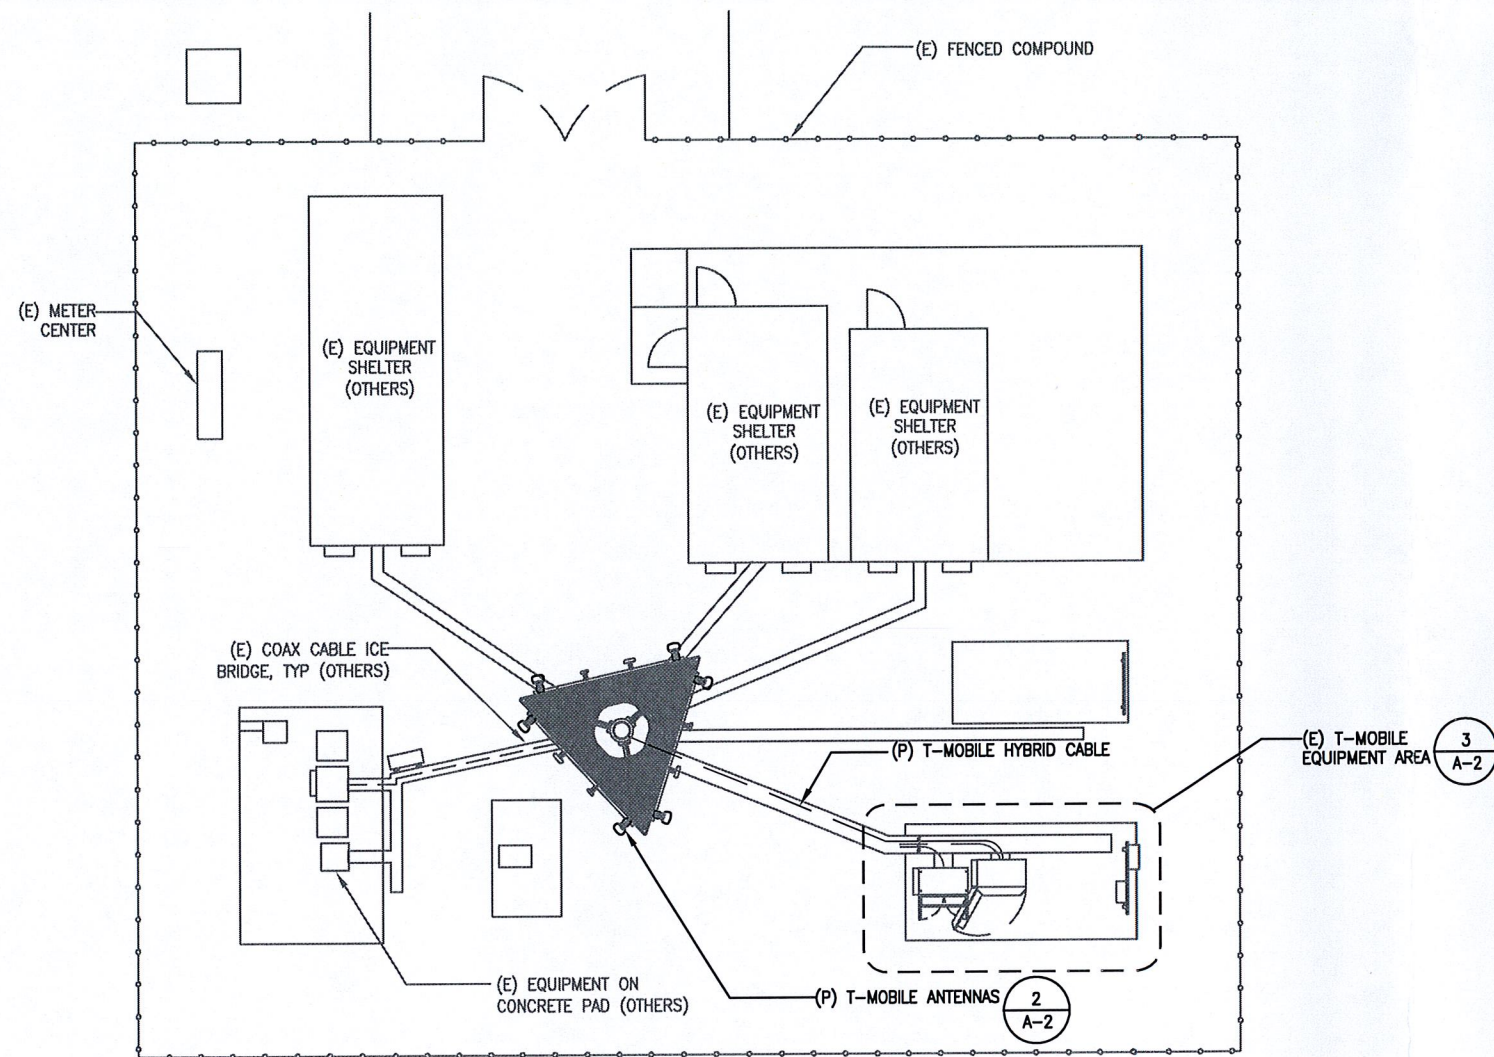 (E) FENCED COMPOUND
(E) METER
CENTER
(E) EQUIPMENT
SHELTER
(OTHERS)
(E) EQUIPMENT
SHELTER
(OTHERS)
(E) EQUIPMENT
SHELTER
(OTHERS)
(E) COAX CABLE ICE
BRIDGE, TYP (OTHERS)
(P) T-MOBILE HYBRID CABLE
(E) T-MOBILE
EQUIPMENT AREA
3
A-2
(E) EQUIPMENT ON
CONCRETE PAD (OTHERS)
(P) T-MOBILE ANTENNAS
2
A-2